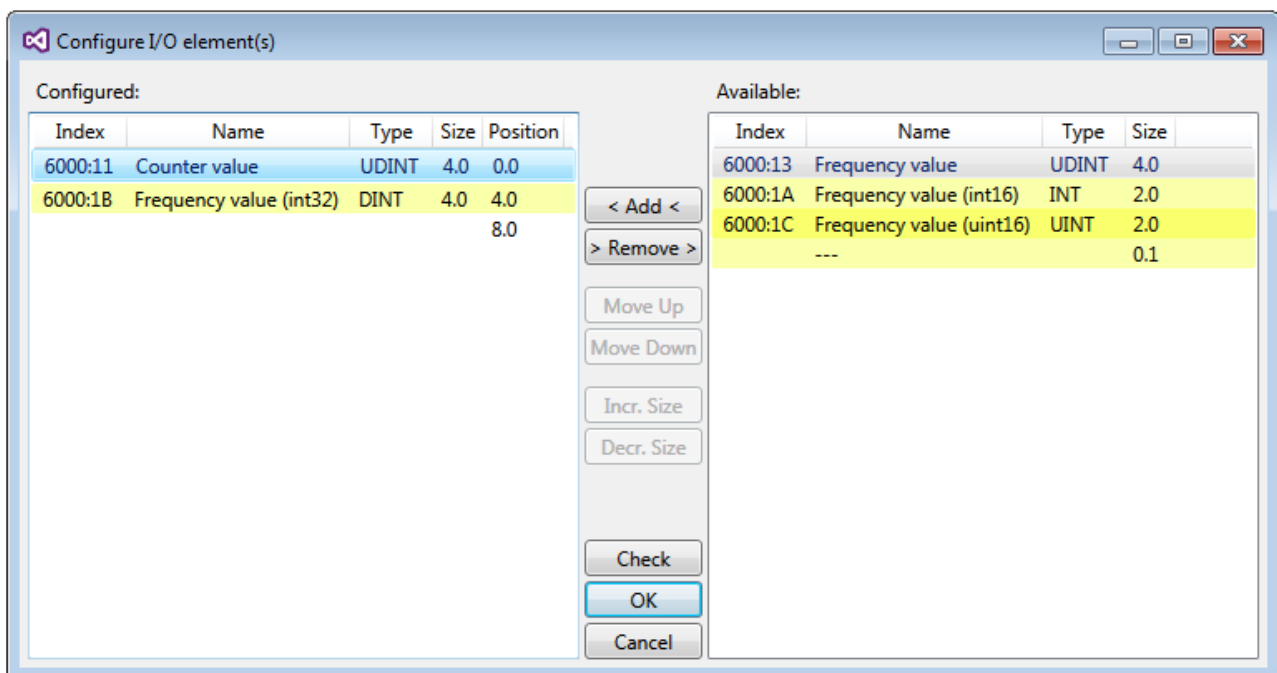 Configure I/O element(s)
Configured:
Index Name Type Size Position
6000:11 Counter value UDINT 4.0 0.0
6000:1B Frequency value (int32) DINT 4.0 4.0
8.0
< Add <
> Remove >
Move Up
Move Down
Incr. Size
Decr. Size
Check
OK
Cancel
Available:
Index Name Type Size
6000:13 Frequency value UDINT 4.0
6000:1A Frequency value (int16) INT 2.0
6000:1C Frequency value (uint16) UINT 2.0
--- 0.1